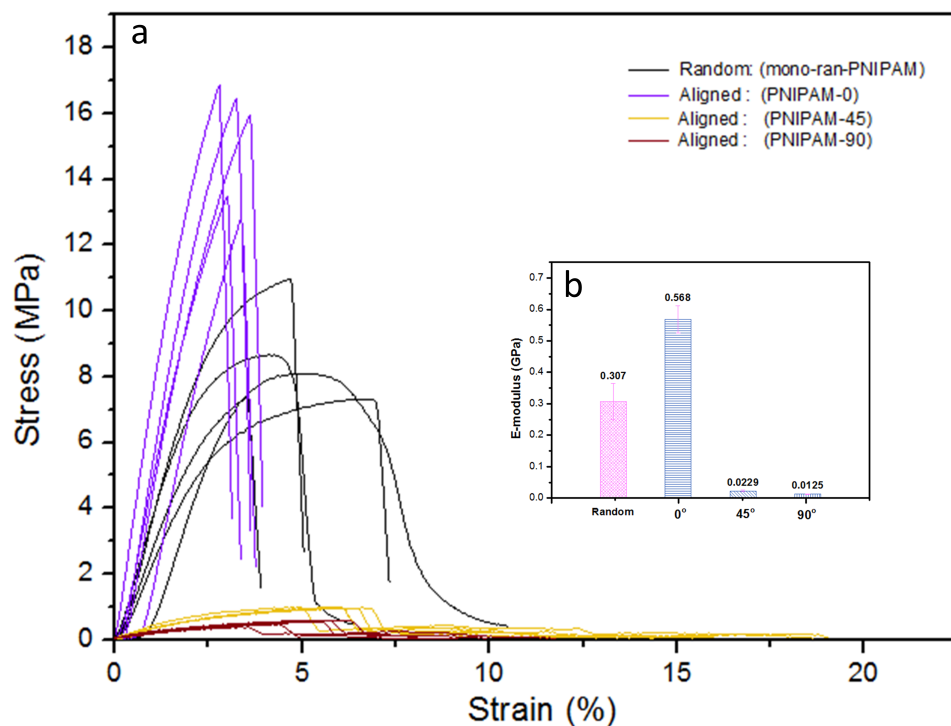 a
18
16
14
12
10
8
6
4
2
0
Stress (MPa)
0 5 10 15 20
Strain (%)
Random: (mono-ran-PNIPAM)
Aligned : (PNIPAM-0)
Aligned : (PNIPAM-45)
Aligned : (PNIPAM-90)
b
0.7
0.6
0.5
0.4
0.3
0.2
0.1
0.0
E-modulus (GPa)
0.307
0.568
0.0229
0.0125
Random 0° 45° 90°